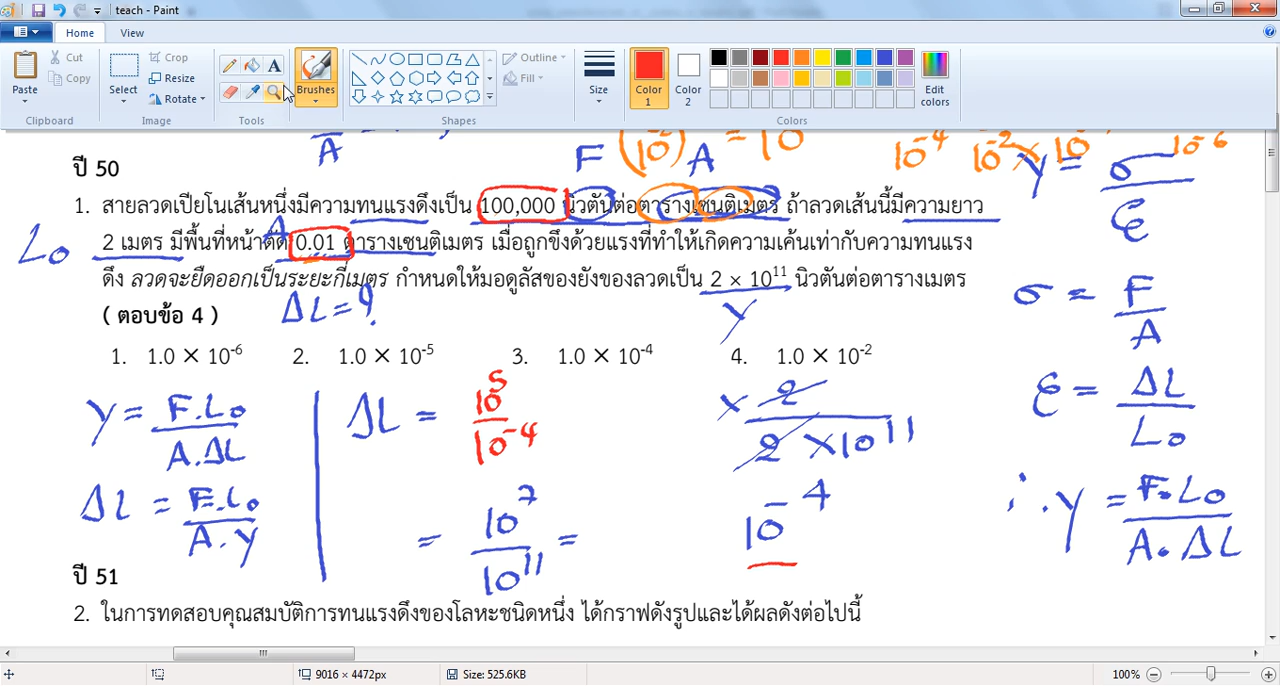 teach - Paint
Home View
Paste Cut Copy Clipboard
Select Crop Resize Rotate Image
Tools
Brushes
Shapes
Outline Fill
Size
Color 1 Color 2
Edit colors
Colors
A
F (10⁻²) A = 10
10⁻⁴ 10⁻² × 10 10⁻⁶
Y = σ / ε
ปี 50
1. สายลวดเปียโนเส้นหนึ่งมีความทนแรงดึงเป็น 100,000 นิวตันต่อตารางเซนติเมตร ถ้าลวดเส้นนี้มีความยาว
A
L₀ 2 เมตร มีพื้นที่หน้าตัด 0.01 ตารางเซนติเมตร เมื่อถูกขึงด้วยแรงที่ทำให้เกิดความเค้นเท่ากับความทนแรง
ดึง ลวดจะยืดออกเป็นระยะกี่เมตร กำหนดให้มอดูลัสของยังของลวดเป็น 2 × 10¹¹ นิวตันต่อตารางเมตร
( ตอบข้อ 4 ) ΔL = ? Y
σ = F / A
1. 1.0 × 10⁻⁶ 2. 1.0 × 10⁻⁵ 3. 1.0 × 10⁻⁴ 4. 1.0 × 10⁻²
Y = F.L₀ / A.ΔL
ΔL = 10⁵ / 10⁻⁴ × 2 / 2 × 10¹¹
ε = ΔL / L₀
ΔL = F.L₀ / A.Y
= 10⁷ / 10¹¹ = 10⁻⁴
∴ Y = F.L₀ / A.ΔL
ปี 51
2. ในการทดสอบคุณสมบัติการทนแรงดึงของโลหะชนิดหนึ่ง ได้กราฟดังรูปและได้ผลดังต่อไปนี้
9016 × 4472px Size: 525.6KB 100%